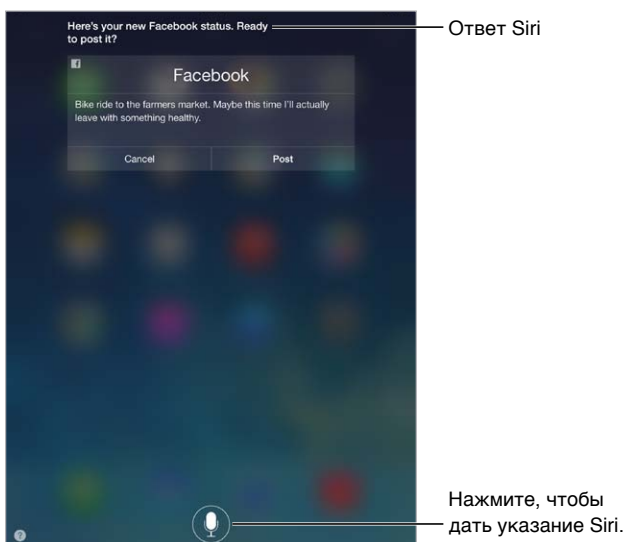 Here's your new Facebook status. Ready
to post it?
Ответ Siri
Facebook
Bike ride to the farmers market. Maybe this time I'll actually
leave with something healthy.
Cancel Post
Нажмите, чтобы
дать указание Siri.
?